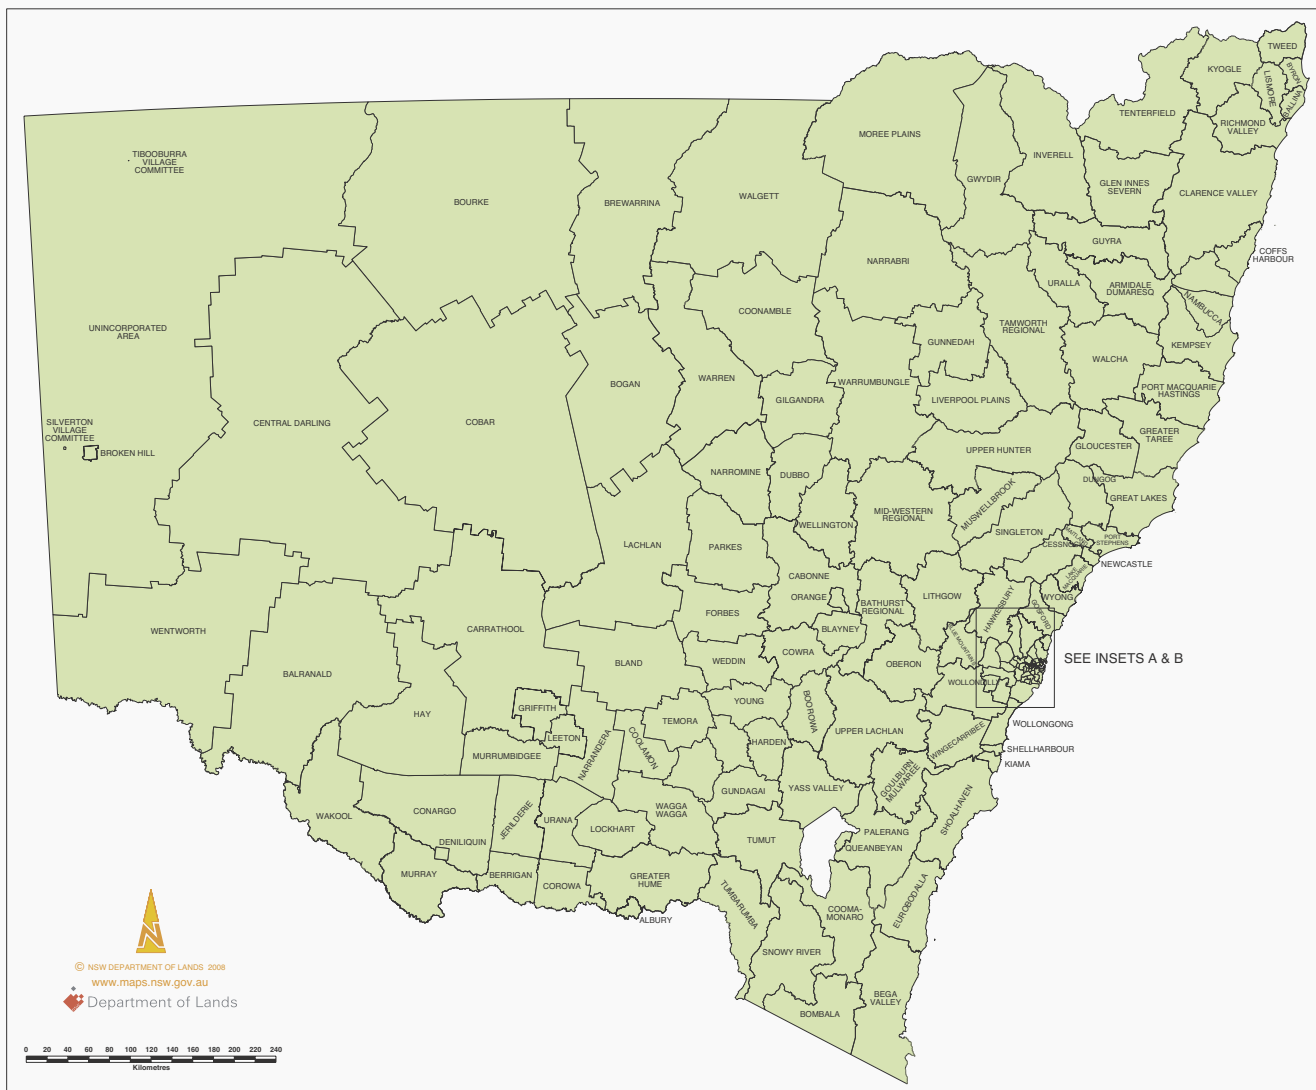 TWEED
KYOGLE
LISMORE
BYRON
BALLINA
TENTERFIELD
RICHMOND
VALLEY
MOREE PLAINS
GWYDIR
INVERELL
GLEN INNES
SEVERN
CLARENCE VALLEY
TIBOOBURRA
VILLAGE
COMMITTEE
BOURKE
BREWARRINA
WALGETT
NARRABRI
GUYRA
COFFS
HARBOUR
URALLA
ARMIDALE
DUMARESQ
NAMBUCCA
UNINCORPORATED
AREA
COONAMBLE
GUNNEDAH
TAMWORTH
REGIONAL
WALCHA
KEMPSEY
BOGAN
WARREN
WARRUMBUNGLE
GILGANDRA
LIVERPOOL PLAINS
PORT MACQUARIE
HASTINGS
SILVERTON
VILLAGE
COMMITTEE
BROKEN HILL
CENTRAL DARLING
COBAR
UPPER HUNTER
GLOUCESTER
GREATER
TAREE
NARROMINE
DUBBO
DUNGOG
GREAT LAKES
MUSWELLBROOK
MID-WESTERN
REGIONAL
WELLINGTON
SINGLETON
LACHLAN
PARKES
CESSNOCK
MAITLAND
PORT
STEPHENS
NEWCASTLE
CABONNE
ORANGE
LAKE
MACQUARIE
WYONG
LITHGOW
HAWKESBURY
GOSFORD
BATHURST
REGIONAL
FORBES
BLAYNEY
WENTWORTH
CARRATHOOL
BLAND
WEDDIN
COWRA
OBERON
BLUE MOUNTAINS
SEE INSETS A & B
BALRANALD
WOLLONDILLY
HAY
GRIFFITH
LEETON
YOUNG
BOOROWA
TEMORA
COOLAMON
NARRANDERA
HARDEN
UPPER LACHLAN
WINGECARRIBEE
WOLLONGONG
SHELLHARBOUR
KIAMA
MURRUMBIDGEE
GUNDAGAI
YASS VALLEY
GOULBURN
MULWAREE
SHOALHAVEN
WAKOOL
CONARGO
JERILDERIE
URANA
LOCKHART
WAGGA
WAGGA
TUMUT
PALERANG
QUEANBEYAN
DENILIQUIN
MURRAY
BERRIGAN
COROWA
GREATER
HUME
ALBURY
TUMBARUMBA
COOMA-
MONARO
EUROBODALLA
SNOWY RIVER
BEGA
VALLEY
BOMBALA
N
© NSW DEPARTMENT OF LANDS 2008
www.maps.nsw.gov.au
Department of Lands
0 20 40 60 80 100 120 140 160 180 200 220 240
Kilometres